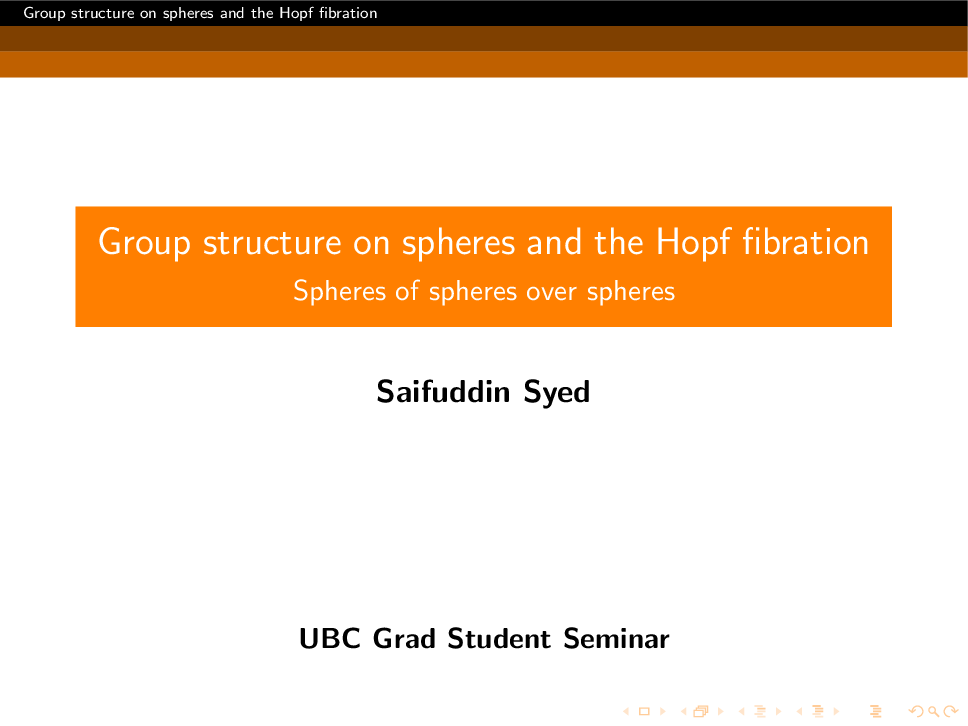 Group structure on spheres and the Hopf fibration
Group structure on spheres and the Hopf fibration
Spheres of spheres over spheres
Saifuddin Syed
UBC Grad Student Seminar